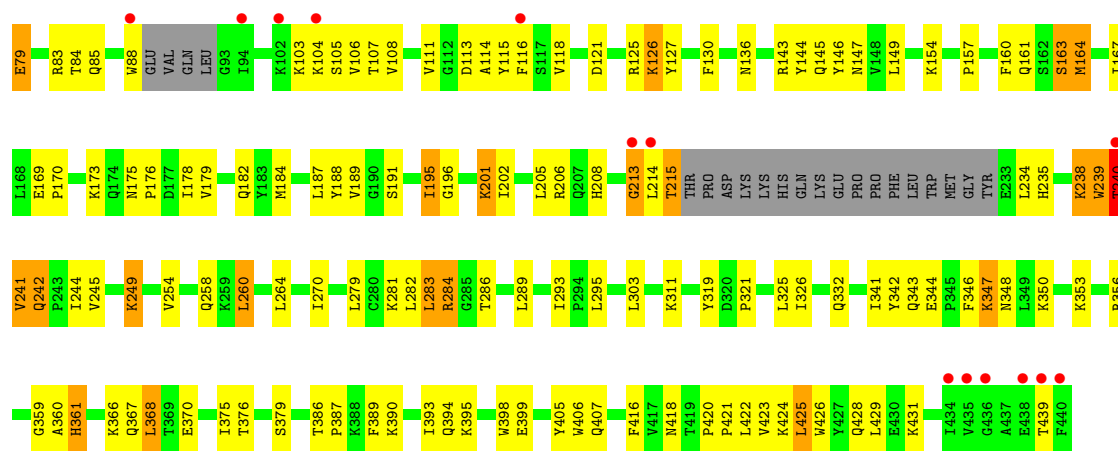 E79 R83 T84 Q85 W88 GLU VAL GLN LEU G93 I94 K102 K103 K104 S105 V106 T107 V108 V111 G112 D113 A114 Y115 F116 S117 V118 D121 R125 K126 Y127 F130 N136 R143 Y144 Q145 Y146 N147 V148 L149 K154 P157 F160 Q161 S162 S163 M164 I167
L168 E169 P170 K173 Q174 N175 P176 D177 I178 V179 Q182 Y183 M184 L187 Y188 V189 G190 S191 I195 G196 K201 I202 L205 R206 Q207 H208 G213 L214 T215 THR PRO ASP LYS LYS HIS GLN LYS GLU PRO PRO PHE LEU TRP MET GLY TYR E233 L234 H235 K238 W239 T240
V241 Q242 P243 I244 V245 K249 V254 Q258 K259 L260 L264 I270 L279 C280 K281 L282 L283 R284 G285 T286 L289 I293 P294 L295 L303 K311 Y319 D320 P321 L325 I326 Q332 I341 Y342 Q343 E344 P345 F346 K347 N348 L349 K350 K353 R356
G359 A360 H361 K366 Q367 L368 T369 E370 I375 T376 S379 T386 P387 K388 F389 K390 I393 Q394 K395 W398 E399 Y405 W406 Q407 F416 V417 N418 T419 P420 P421 L422 V423 K424 L425 W426 Y427 Q428 L429 E430 K431 I434 V435 G436 A437 E438 T439 F440